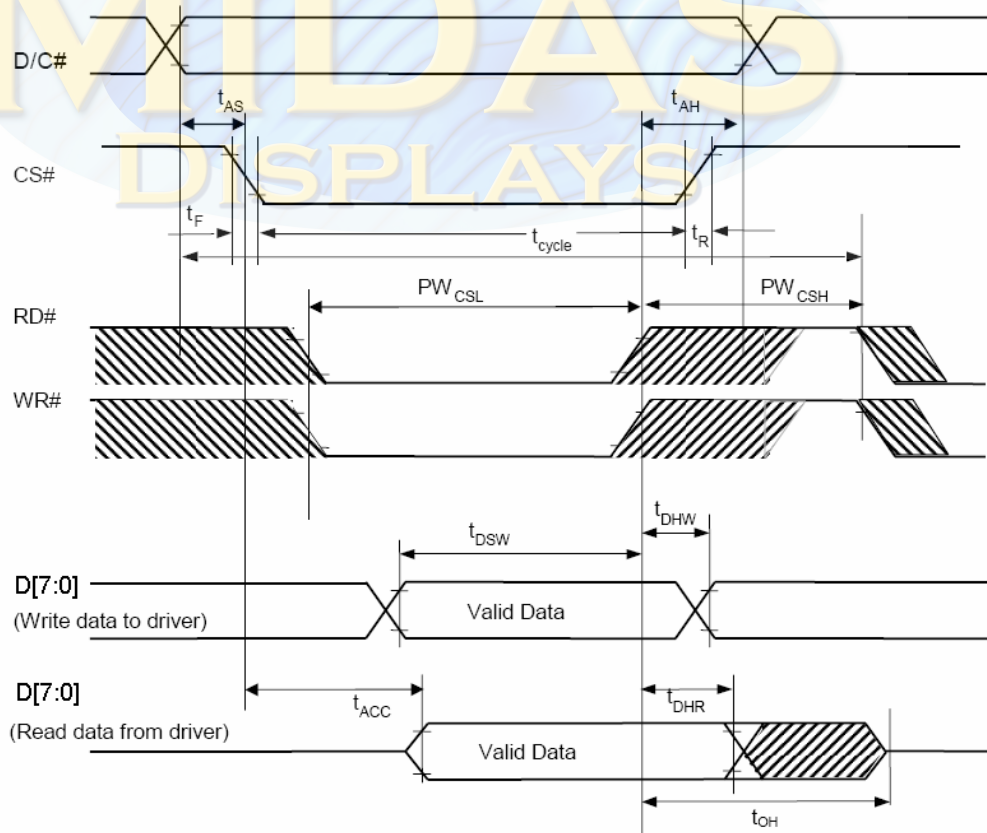 MIDAS
DISPLAYS
D/C#
tAS
tAH
CS#
tF
tcycle
tR
PWCSL
PWCSH
RD#
WR#
tDSW
tDHW
D[7:0]
(Write data to driver)
Valid Data
D[7:0]
(Read data from driver)
tACC
tDHR
Valid Data
tOH